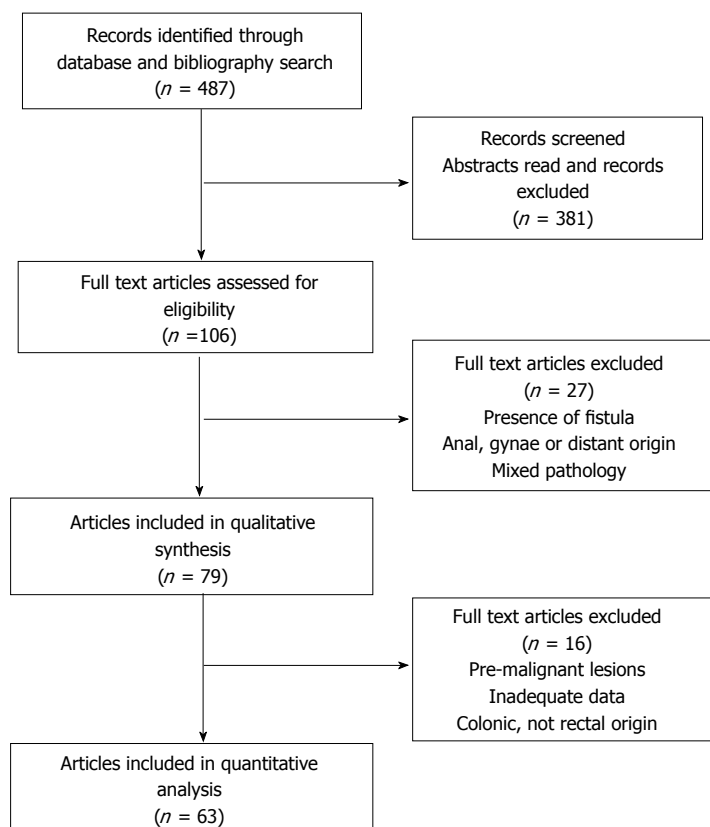 Records identified through
database and bibliography search
(n = 487)
Records screened
Abstracts read and records
excluded
(n = 381)
Full text articles assessed for
eligibility
(n =106)
Full text articles excluded
(n = 27)
Presence of fistula
Anal, gynae or distant origin
Mixed pathology
Articles included in qualitative
synthesis
(n = 79)
Full text articles excluded
(n = 16)
Pre-malignant lesions
Inadequate data
Colonic, not rectal origin
Articles included in quantitative
analysis
(n = 63)